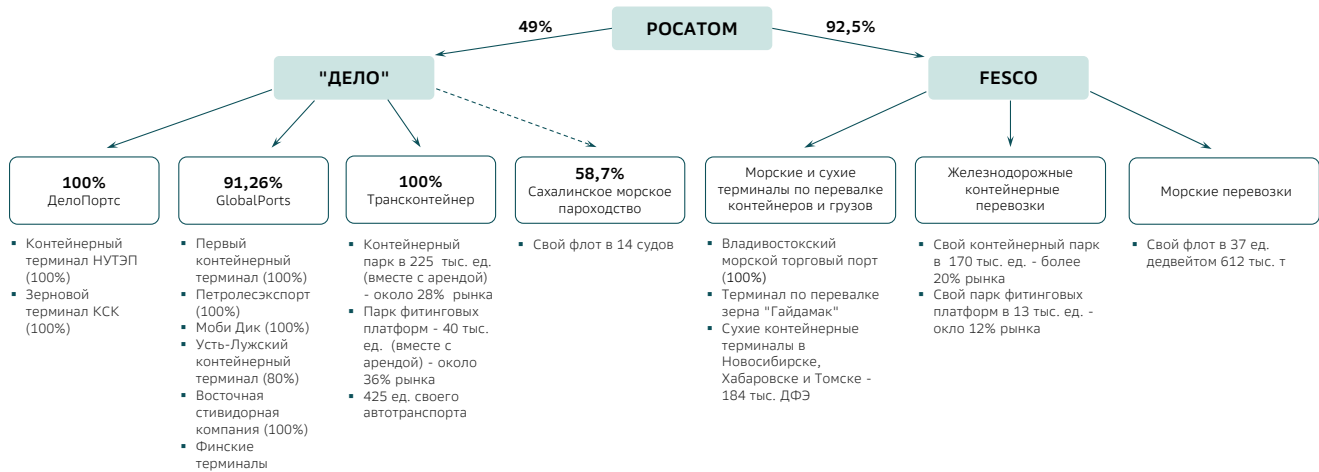 РОСАТОМ
49%
92,5%
"ДЕЛО"
FESCO
100%
ДелоПортс
91,26%
GlobalPorts
100%
Трансконтейнер
58,7%
Сахалинское морское
пароходство
Морские и сухие
терминалы по перевалке
контейнеров и грузов
Железнодорожные
контейнерные
перевозки
Морские перевозки
▪ Контейнерный
терминал НУТЭП
(100%)
▪ Зерновой
терминал КСК
(100%)
▪ Первый
контейнерный
терминал (100%)
▪ Петролесэкспорт
(100%)
▪ Моби Дик (100%)
▪ Усть-Лужский
контейнерный
терминал (80%)
▪ Восточная
стивидорная
компания (100%)
▪ Финские
терминалы
▪ Контейнерный
парк в 225 тыс. ед.
(вместе с арендой)
- около 28% рынка
▪ Парк фитинговых
платформ - 40 тыс.
ед. (вместе с
арендой) - около
36% рынка
▪ 425 ед. своего
автотранспорта
▪ Свой флот в 14 судов
▪ Владивостокский
морской торговый порт
(100%)
▪ Терминал по перевалке
зерна "Гайдамак"
▪ Сухие контейнерные
терминалы в
Новосибирске,
Хабаровске и Томске -
184 тыс. ДФЭ
▪ Свой контейнерный парк
в 170 тыс. ед. - более
20% рынка
▪ Свой парк фитинговых
платформ в 13 тыс. ед. -
окло 12% рынка
▪ Свой флот в 37 ед.
дедвейтом 612 тыс. т